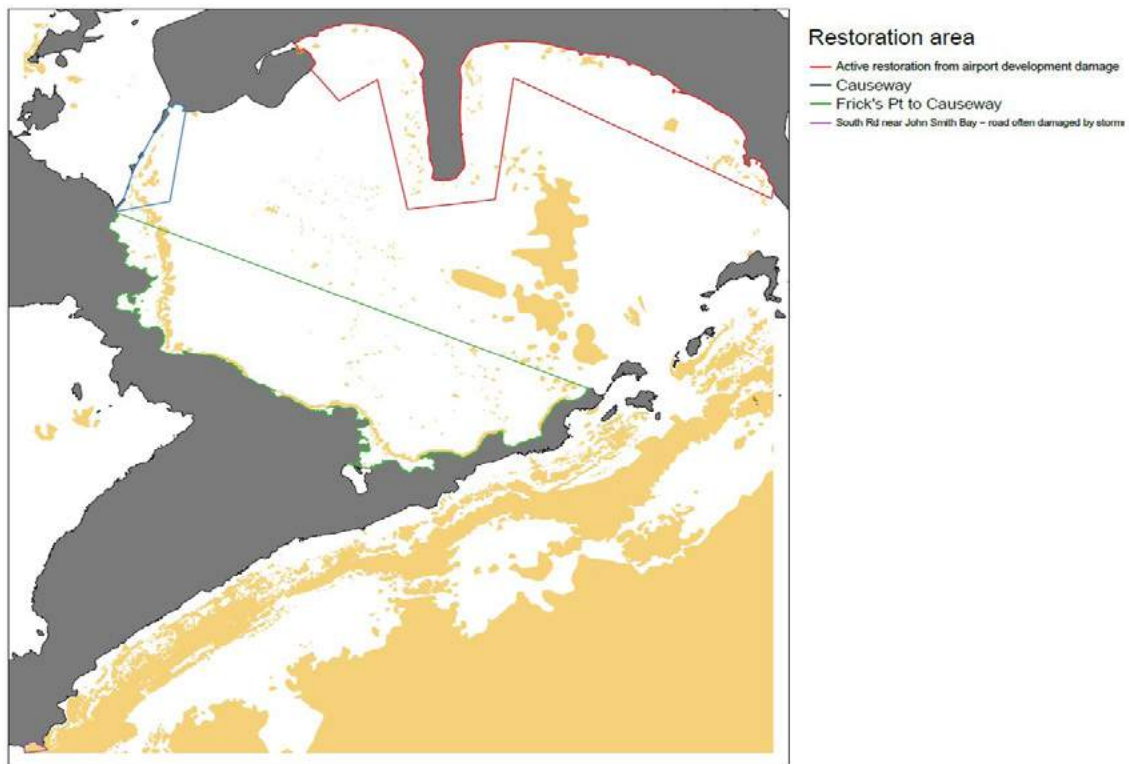 Restoration area
Active restoration from airport development damage
Causeway
Frick's Pt to Causeway
South Rd near John Smith Bay – road often damaged by storms